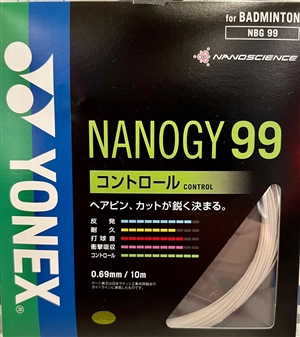 for BADMINTON
NBG 99
NANOSCIENCE
YONEX®
NANOGY 99
コントロール CONTROL
ヘアピン、カットが鋭く決まる。
反発
耐久
打球音
衝撃吸収
コントロール
0.69mm / 10m